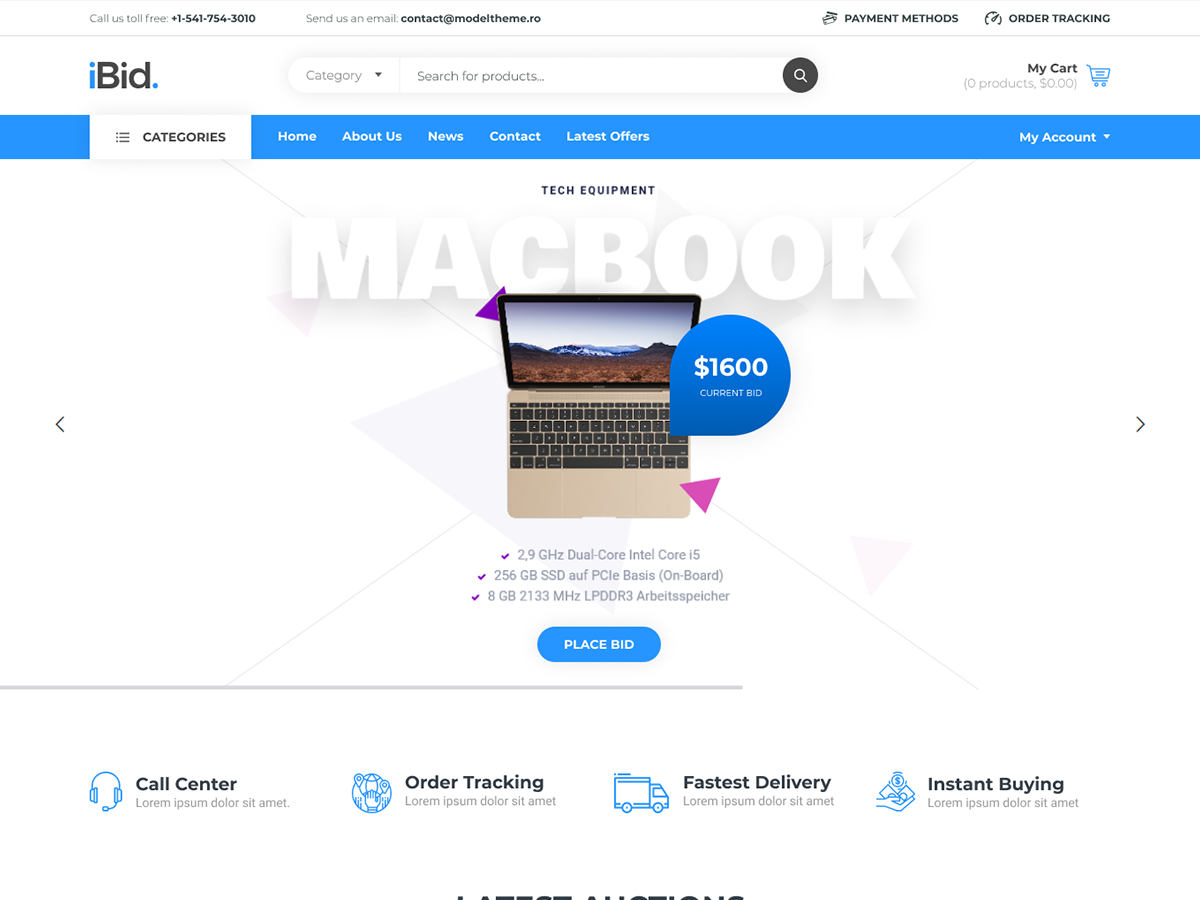 Call us toll free: +1-541-754-3010 Send us an email: contact@modeltheme.ro PAYMENT METHODS ORDER TRACKING
iBid. Category Search for products... My Cart
(0 products, $0.00)
CATEGORIES Home About Us News Contact Latest Offers My Account
TECH EQUIPMENT
MACBOOK
$1600
CURRENT BID
2,9 GHz Dual-Core Intel Core i5
256 GB SSD auf PCIe Basis (On-Board)
8 GB 2133 MHz LPDDR3 Arbeitsspeicher
PLACE BID
Call Center
Lorem ipsum dolor sit amet.
Order Tracking
Lorem ipsum dolor sit amet
Fastest Delivery
Lorem ipsum dolor sit amet
Instant Buying
Lorem ipsum dolor sit amet
LATEST AUCTIONS